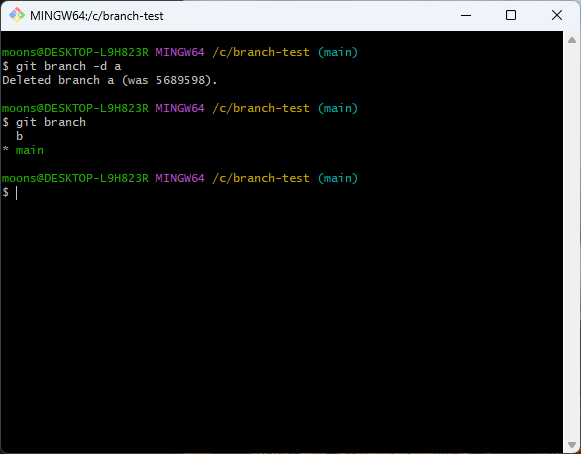 MINGW64:/c/branch-test
moons@DESKTOP-L9H823R MINGW64 /c/branch-test (main)
$ git branch -d a
Deleted branch a (was 5689598).
moons@DESKTOP-L9H823R MINGW64 /c/branch-test (main)
$ git branch
  b
* main
moons@DESKTOP-L9H823R MINGW64 /c/branch-test (main)
$